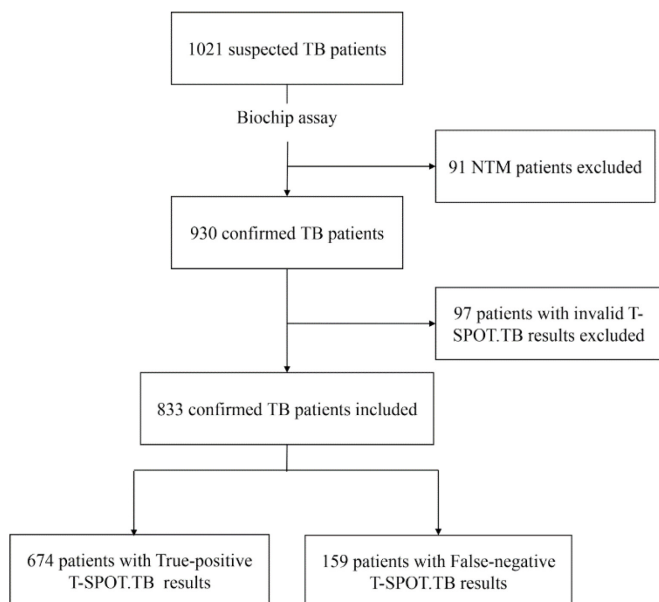 1021 suspected TB patients
Biochip assay
91 NTM patients excluded
930 confirmed TB patients
97 patients with invalid T-
SPOT.TB results excluded
833 confirmed TB patients included
674 patients with True-positive
T-SPOT.TB results
159 patients with False-negative
T-SPOT.TB results